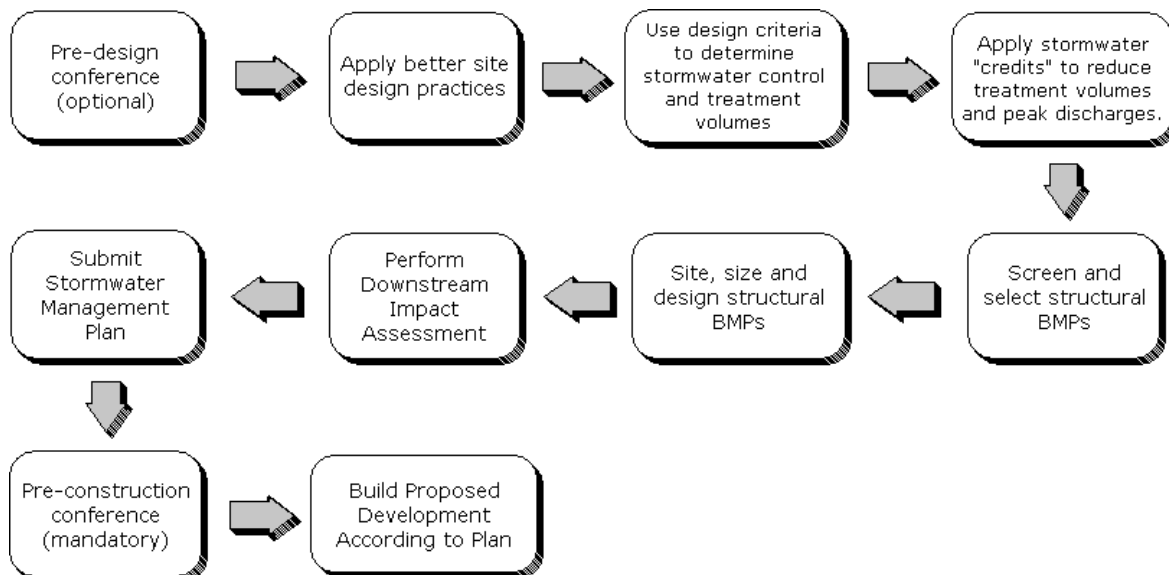 Pre-design
conference
(optional)
Apply better site
design practices
Use design criteria
to determine
stormwater control
and treatment
volumes
Apply stormwater
"credits" to reduce
treatment volumes
and peak discharges.
Screen and
select structural
BMPs
Site, size and
design structural
BMPs
Perform
Downstream
Impact
Assessment
Submit
Stormwater
Management
Plan
Pre-construction
conference
(mandatory)
Build Proposed
Development
According to Plan